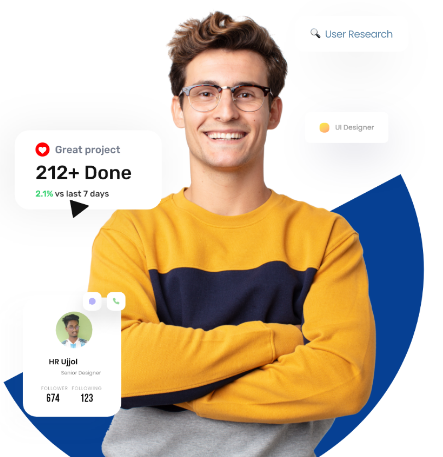 User Research
UI Designer
Great project
212+ Done
2.1% vs last 7 days
HR Ujjol
Senior Designer
FOLLOWER FOLLOWING
674 123